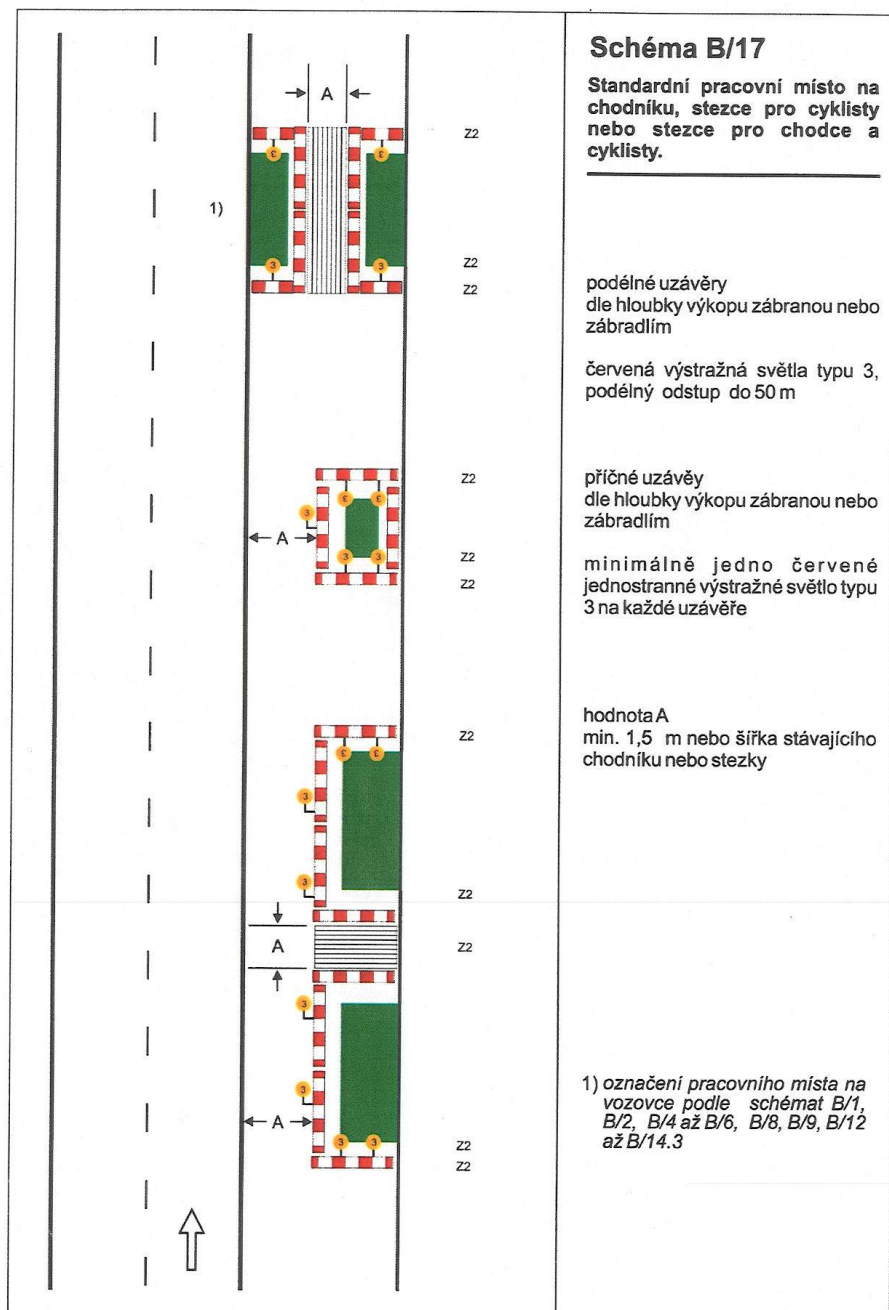 Schéma B/17
Standardní pracovní místo na
chodníku, stezce pro cyklisty
nebo stezce pro chodce a
cyklisty.
A
Z2
3
3
1)
3
3
Z2
Z2
podélné uzávěry
dle hloubky výkopu zábranou nebo
zábradlím
červená výstražná světla typu 3,
podélný odstup do 50 m
Z2
3
3
3
A
3
3
Z2
Z2
příčné uzávěy
dle hloubky výkopu zábranou nebo
zábradlím
minimálně jedno červené
jednostranné výstražné světlo typu
3 na každé uzávěře
Z2
3
3
3
3
Z2
A
Z2
hodnota A
min. 1,5 m nebo šířka stávajícího
chodníku nebo stezky
3
3
A
3
3
Z2
Z2
1) označení pracovního místa na
vozovce podle schémat B/1,
B/2, B/4 až B/6, B/8, B/9, B/12
až B/14.3